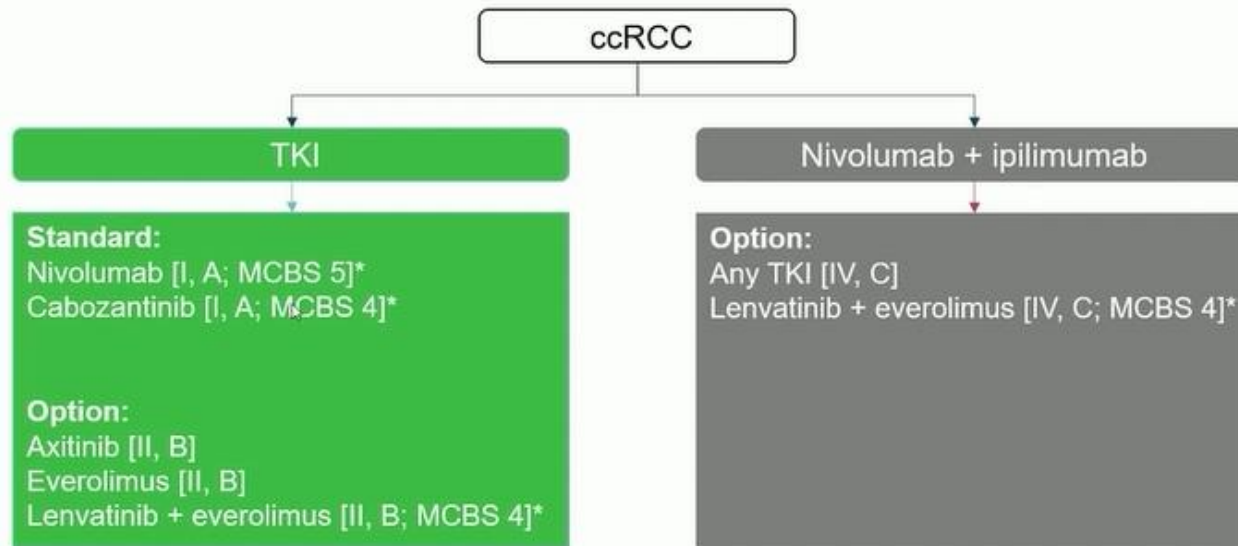 ccRCC
TKI
Standard:
Nivolumab [I, A; MCBS 5]*
Cabozantinib [I, A; MCBS 4]*
Option:
Axitinib [II, B]
Everolimus [II, B]
Lenvatinib + everolimus [II, B; MCBS 4]*
Nivolumab + ipilimumab
Option:
Any TKI [IV, C]
Lenvatinib + everolimus [IV, C; MCBS 4]*